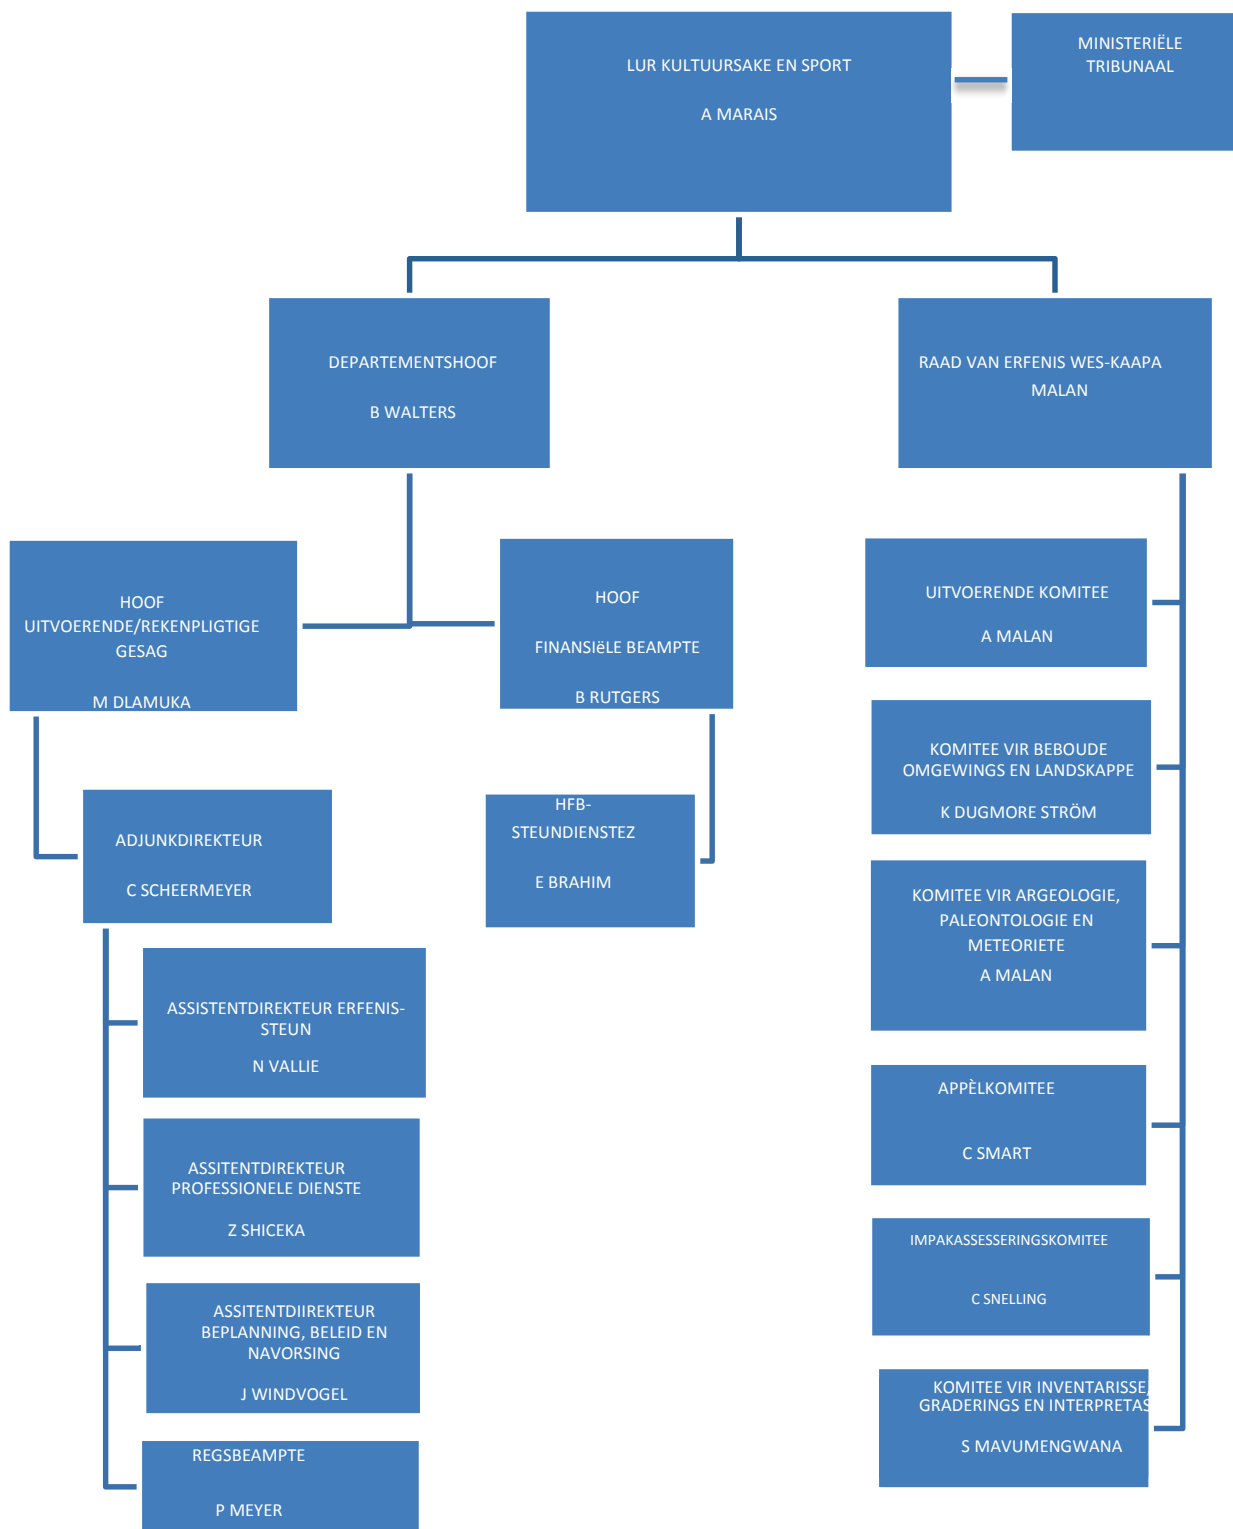 LUR KULTUURSAKE EN SPORT
A MARAIS
MINISTERIËLE
TRIBUNAAL
DEPARTEMENTSHOOF
B WALTERS
RAAD VAN ERFENIS WES-KAAPA
MALAN
HOOF
UITVOERENDE/REKENPLIGTIGE
GESAG
M DLAMUKA
HOOF
FINANSIëLE BEAMPTE
B RUTGERS
UITVOERENDE KOMITEE
A MALAN
KOMITEE VIR BEBOUDE
OMGEWINGS EN LANDSKAPPE
K DUGMORE STRÖM
ADJUNKDIREKTEUR
C SCHEERMEYER
HFB-
STEUNDIENSTEZ
E BRAHIM
KOMITEE VIR ARGEOLOGIE,
PALEONTOLOGIE EN
METEORIETE
A MALAN
ASSISTENTDIREKTEUR ERFENIS-
STEUN
N VALLIE
APPÈLKOMITEE
C SMART
ASSITENTDIREKTEUR
PROFESSIONELE DIENSTE
Z SHICEKA
IMPAKASSESSERINGSKOMITEE
C SNELLING
ASSITENTDIIREKTEUR
BEPLANNING, BELEID EN
NAVORSING
J WINDVOGEL
KOMITEE VIR INVENTARISSE,
GRADERINGS EN INTERPRETAS
S MAVUMENGWANA
REGSBEAMPTE
P MEYER